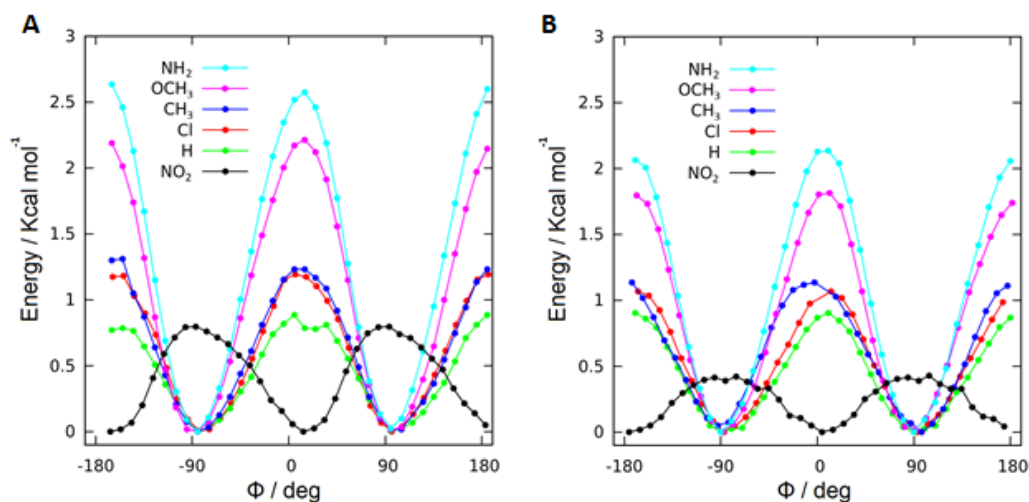 A
3
2.5
2
1.5
1
0.5
0
Energy / Kcal mol⁻¹
NH₂
OCH₃
CH₃
Cl
H
NO₂
-180 -90 0 90 180
Φ / deg
B
3
2.5
2
1.5
1
0.5
0
Energy / Kcal mol⁻¹
NH₂
OCH₃
CH₃
Cl
H
NO₂
-180 -90 0 90 180
Φ / deg